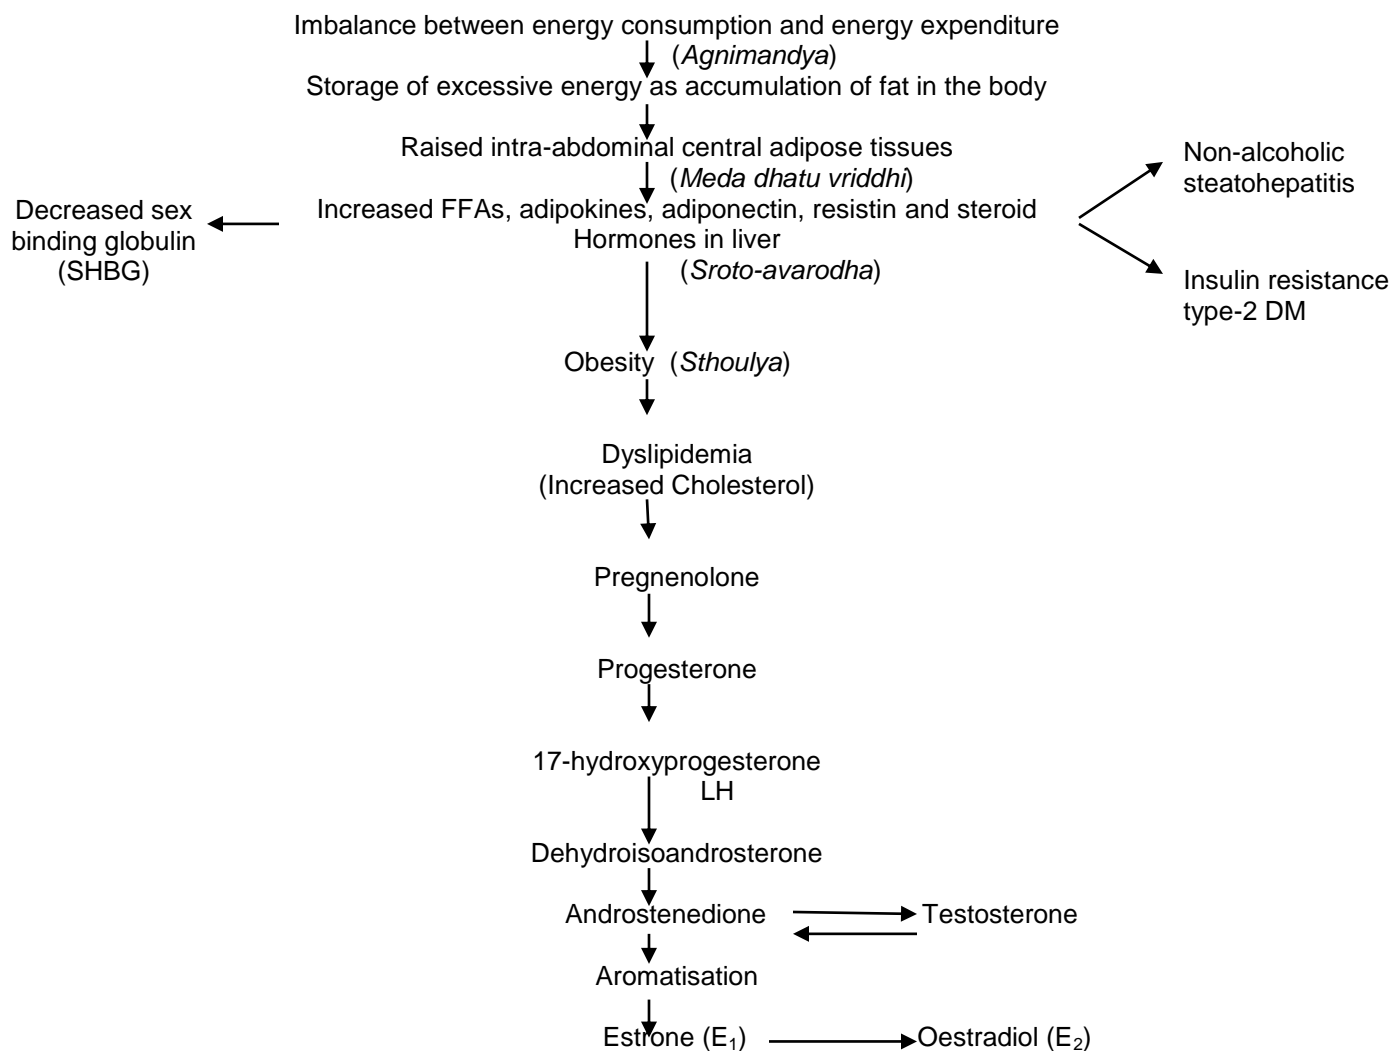 Imbalance between energy consumption and energy expenditure
(Agnimandya)
Storage of excessive energy as accumulation of fat in the body
Raised intra-abdominal central adipose tissues
(Meda dhatu vriddhi)
Non-alcoholic
steatohepatitis
Decreased sex
binding globulin
(SHBG)
Increased FFAs, adipokines, adiponectin, resistin and steroid
Hormones in liver
(Sroto-avarodha)
Insulin resistance
type-2 DM
Obesity (Sthoulya)
Dyslipidemia
(Increased Cholesterol)
Pregnenolone
Progesterone
17-hydroxyprogesterone
LH
Dehydroisoandrosterone
Androstenedione Testosterone
Aromatisation
Estrone (E₁) Oestradiol (E₂)